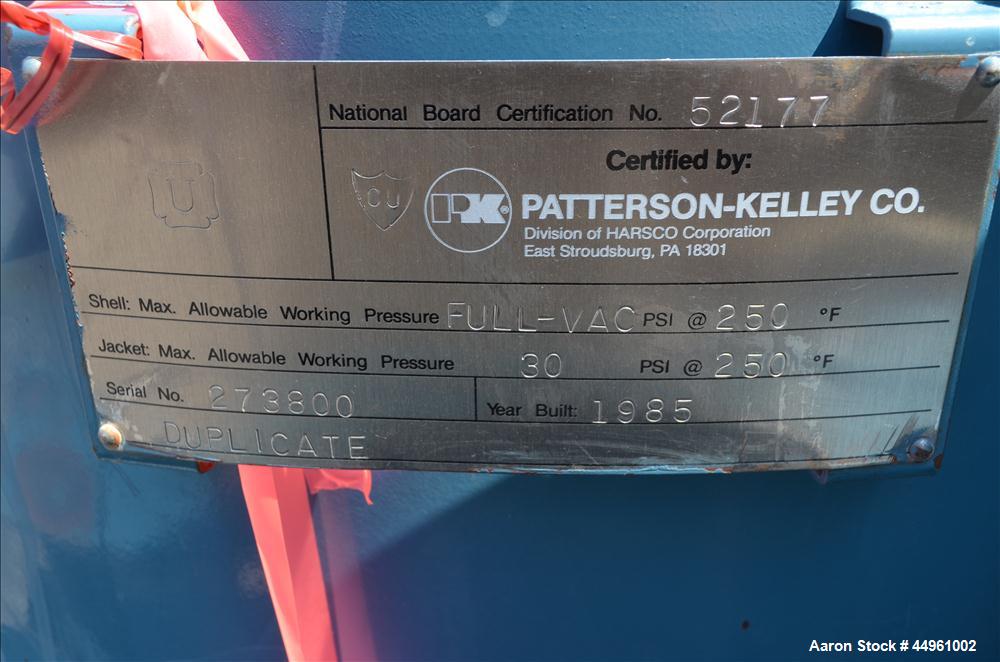 National Board Certification No. 52177
U
Certified by:
CU
PK® PATTERSON-KELLEY CO.
Division of HARSCO Corporation
East Stroudsburg, PA 18301
Shell: Max. Allowable Working Pressure FULL-VAC PSI @ 250 °F
Jacket: Max. Allowable Working Pressure 30 PSI @ 250 °F
Serial No. 273800 Year Built: 1985
DUPLICATE
Aaron Stock # 44961002